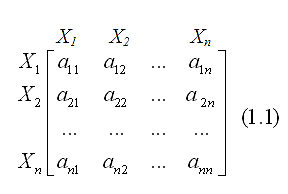 X₁ X₂ Xₙ
X₁ a₁₁ a₁₂ ... a₁ₙ
X₂ a₂₁ a₂₂ ... a₂ₙ (1.1)
... ... ... ...
Xₙ aₙ₁ aₙ₂ ... aₙₙ